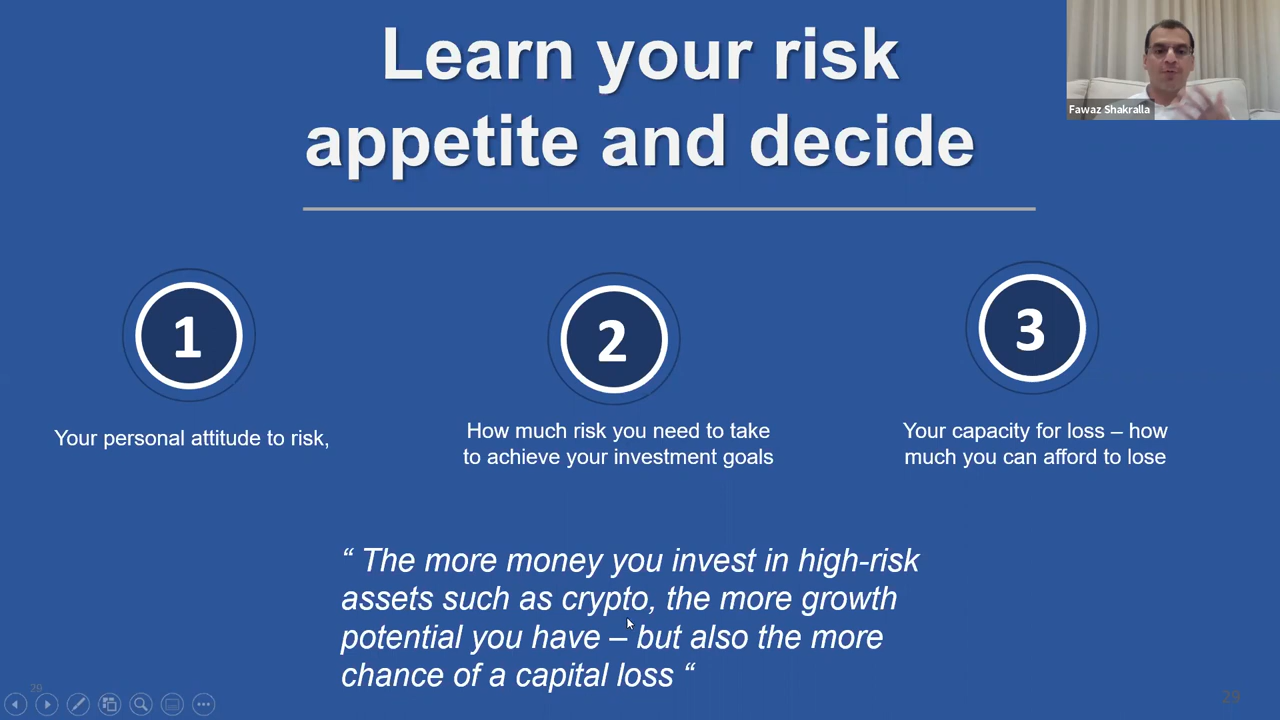 Learn your risk
appetite and decide
Fawaz Shakralla
1
2
3
Your personal attitude to risk,
How much risk you need to take
to achieve your investment goals
Your capacity for loss – how
much you can afford to lose
“ The more money you invest in high-risk
assets such as crypto, the more growth
potential you have – but also the more
chance of a capital loss “
29
29